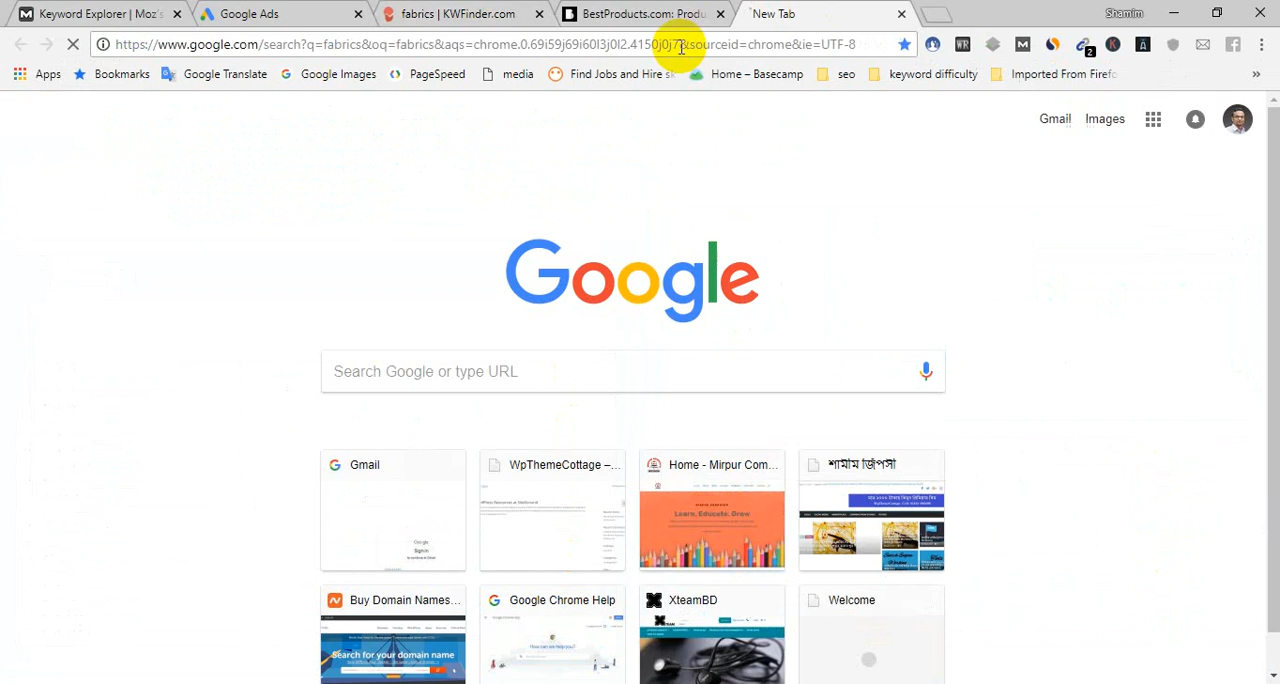 Keyword Explorer | Moz's
Google Ads
fabrics | KWFinder.com
BestProducts.com: Produ
New Tab
Shamim
https://www.google.com/search?q=fabrics&oq=fabrics&aqs=chrome.0.69i59j69i60l3j0l2.4150j0j7&sourceid=chrome&ie=UTF-8
Apps
Bookmarks
Google Translate
Google Images
PageSpeed
media
Find Jobs and Hire sk
Home – Basecamp
seo
keyword difficulty
Imported From Firefo
Gmail Images
Google
Search Google or type URL
Gmail
WpThemeCottage –...
Home - Mirpur Com...
শামীম জিপসী
Learn, Educate, Draw
Google
Sign in
Buy Domain Names...
Google Chrome Help
XteamBD
Welcome
Search for your domain name
How can we help you?